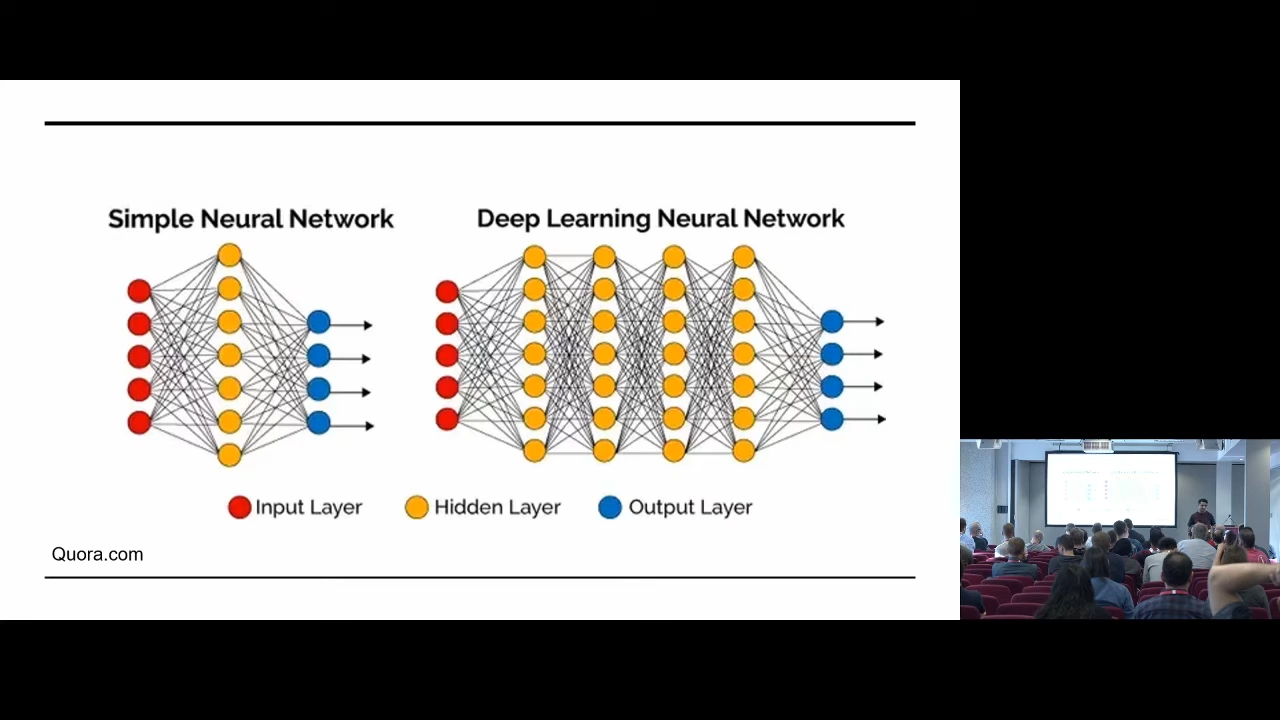 Simple Neural Network
Deep Learning Neural Network
Input Layer
Hidden Layer
Output Layer
Quora.com